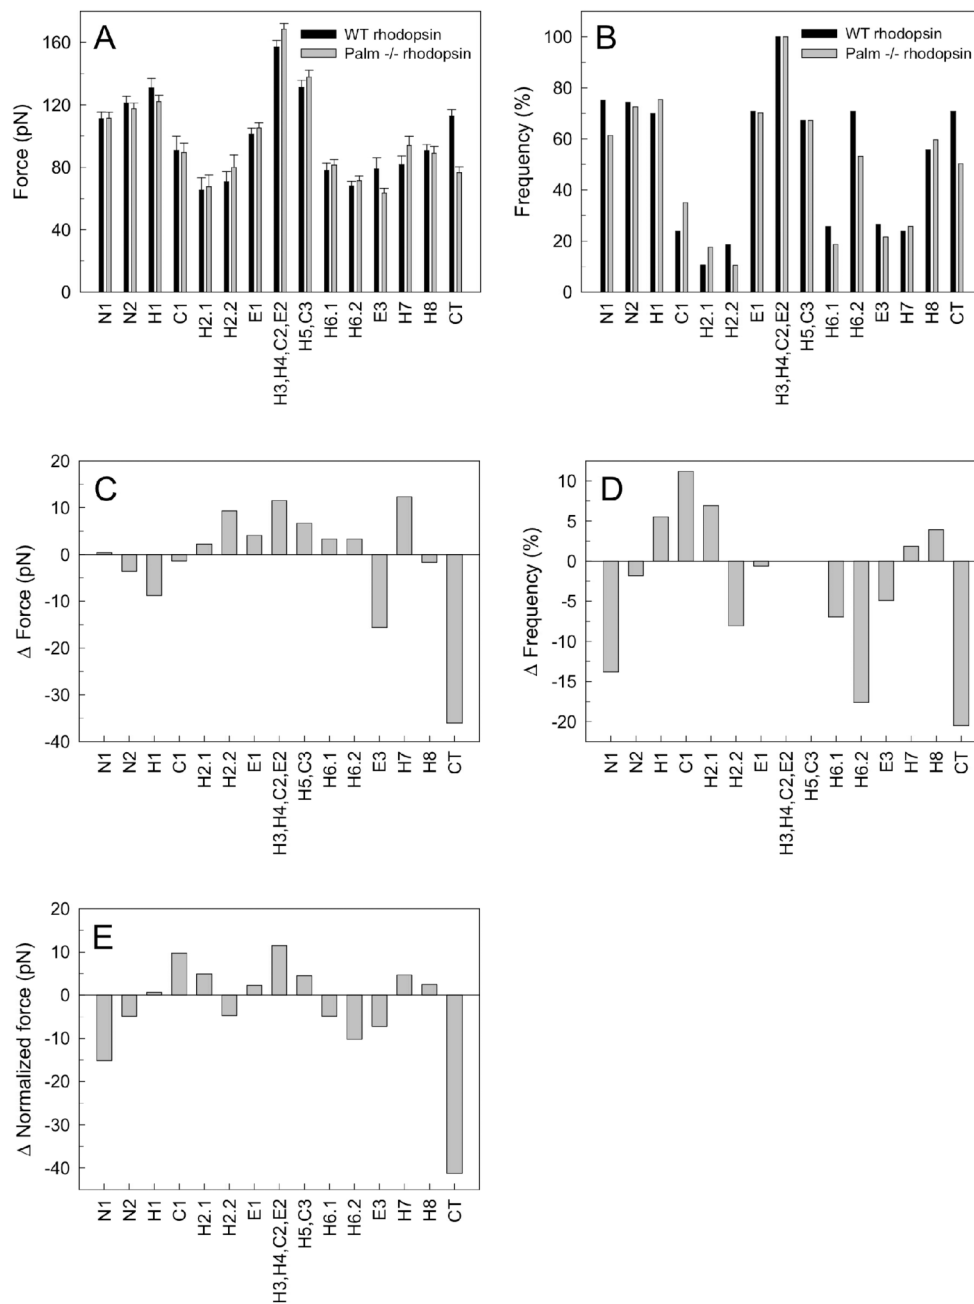 A
WT rhodopsin
Palm -/- rhodopsin
Force (pN)
160
120
80
40
0
N1
N2
H1
C1
H2.1
H2.2
E1
H3,H4,C2,E2
H5,C3
H6.1
H6.2
E3
H7
H8
CT
B
WT rhodopsin
Palm -/- rhodopsin
Frequency (%)
100
80
60
40
20
0
N1
N2
H1
C1
H2.1
H2.2
E1
H3,H4,C2,E2
H5,C3
H6.1
H6.2
E3
H7
H8
CT
C
Δ Force (pN)
20
10
0
-10
-20
-30
-40
N1
N2
H1
C1
H2.1
H2.2
E1
H3,H4,C2,E2
H5,C3
H6.1
H6.2
E3
H7
H8
CT
D
Δ Frequency (%)
10
5
0
-5
-10
-15
-20
N1
N2
H1
C1
H2.1
H2.2
E1
H3,H4,C2,E2
H5,C3
H6.1
H6.2
E3
H7
H8
CT
E
Δ Normalized force (pN)
20
10
0
-10
-20
-30
-40
N1
N2
H1
C1
H2.1
H2.2
E1
H3,H4,C2,E2
H5,C3
H6.1
H6.2
E3
H7
H8
CT